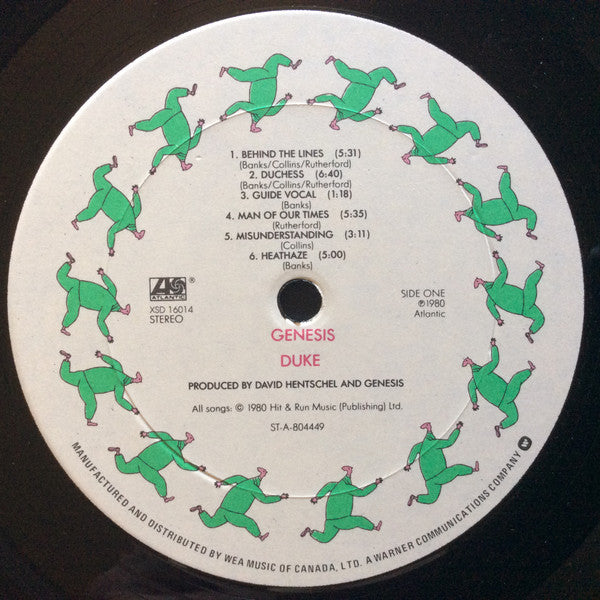 1. BEHIND THE LINES (5:31)
(Banks/Collins/Rutherford)
2. DUCHESS (6:40)
(Banks/Collins/Rutherford)
3. GUIDE VOCAL (1:18)
(Banks)
4. MAN OF OUR TIMES (5:35)
(Rutherford)
5. MISUNDERSTANDING (3:11)
(Collins)
6. HEATHAZE (5:00)
(Banks)
ATLANTIC
XSD 16014
STEREO
SIDE ONE
℗1980
Atlantic
GENESIS
DUKE
PRODUCED BY DAVID HENTSCHEL AND GENESIS
All songs: © 1980 Hit & Run Music (Publishing) Ltd.
ST-A-804449
MANUFACTURED AND DISTRIBUTED BY WEA MUSIC OF CANADA, LTD. A WARNER COMMUNICATIONS COMPANY